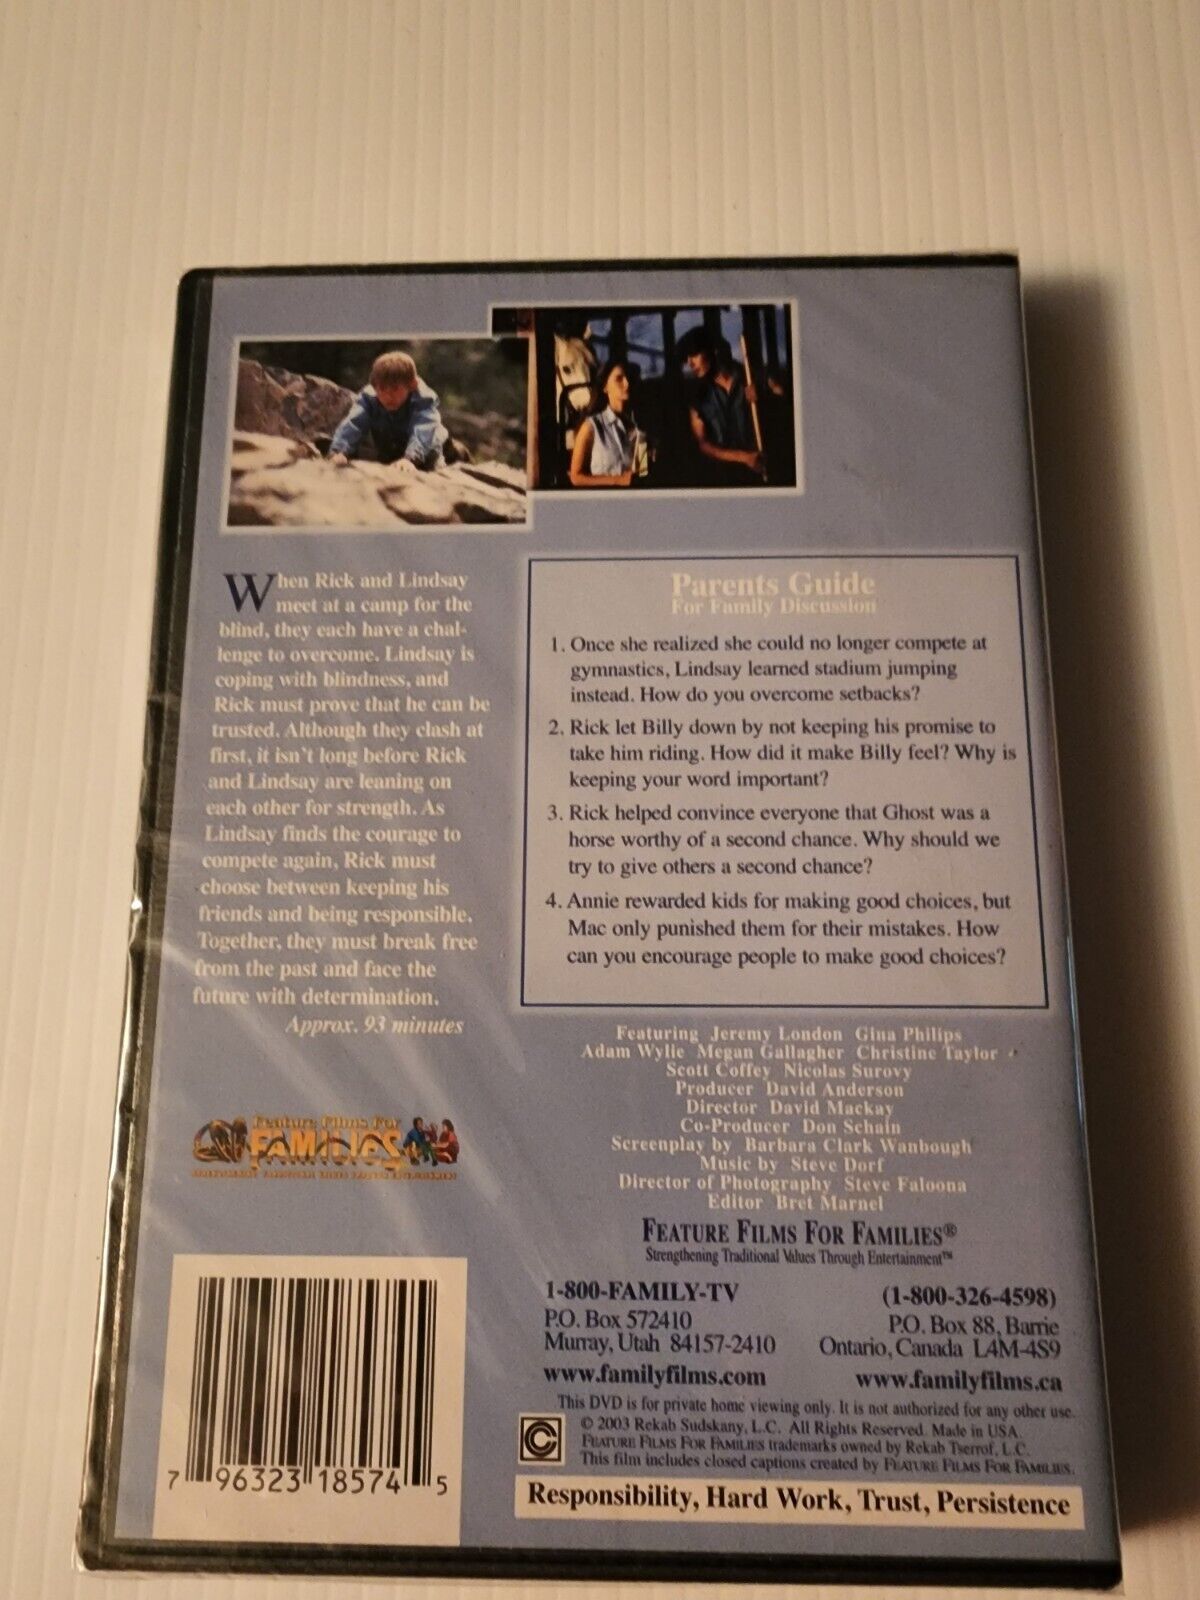 When Rick and Lindsay
meet at a camp for the
blind, they each have a chal-
lenge to overcome. Lindsay is
coping with blindness, and
Rick must prove that he can be
trusted. Although they clash at
first, it isn't long before Rick
and Lindsay are leaning on
each other for strength. As
Lindsay finds the courage to
compete again, Rick must
choose between keeping his
friends and being responsible.
Together, they must break free
from the past and face the
future with determination.
Approx. 93 minutes
Parents Guide
For Family Discussion
1. Once she realized she could no longer compete at
gymnastics, Lindsay learned stadium jumping
instead. How do you overcome setbacks?
2. Rick let Billy down by not keeping his promise to
take him riding. How did it make Billy feel? Why is
keeping your word important?
3. Rick helped convince everyone that Ghost was a
horse worthy of a second chance. Why should we
try to give others a second chance?
4. Annie rewarded kids for making good choices, but
Mac only punished them for their mistakes. How
can you encourage people to make good choices?
Featuring Jeremy London Gina Philips
Adam Wylie Megan Gallagher Christine Taylor
Scott Coffey Nicolas Surovy
Producer David Anderson
Director David Mackay
Co-Producer Don Schain
Screenplay by Barbara Clark Wanbough
Music by Steve Dorf
Director of Photography Steve Faloona
Editor Bret Marnel
Feature Films For
FAMILIES
FEATURE FILMS FOR FAMILIES®
Strengthening Traditional Values Through Entertainment™
1-800-FAMILY-TV (1-800-326-4598)
P.O. Box 572410 P.O. Box 88, Barrie
Murray, Utah 84157-2410 Ontario, Canada L4M-4S9
www.familyfilms.com www.familyfilms.ca
This DVD is for private home viewing only. It is not authorized for any other use.
© 2003 Rekab Sudskany, L.C. All Rights Reserved. Made in USA.
FEATURE FILMS FOR FAMILIES trademarks owned by Rekab Tserrof, L.C.
This film includes closed captions created by FEATURE FILMS FOR FAMILIES.
Responsibility, Hard Work, Trust, Persistence
7 96323 18574 5